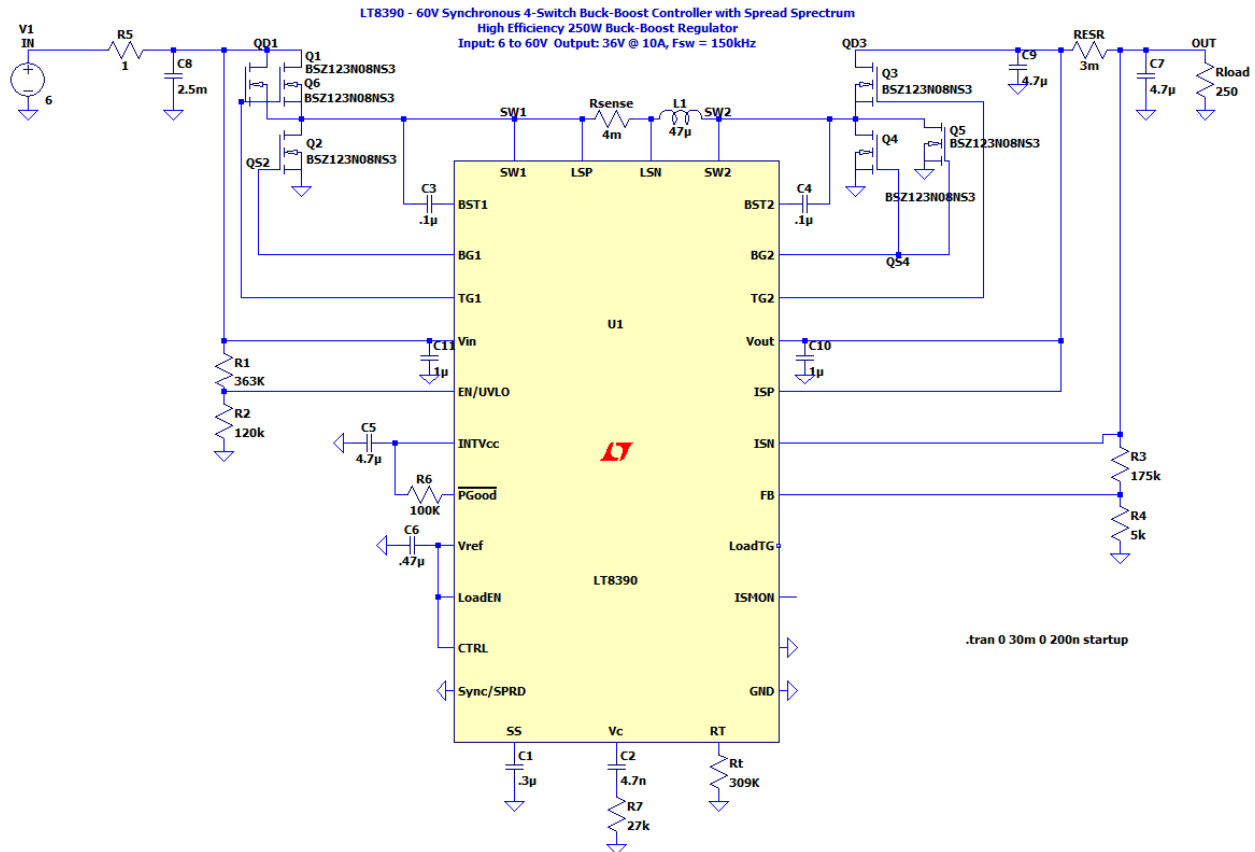 LT8390 - 60V Synchronous 4-Switch Buck-Boost Controller with Spread Sprectrum
High Efficiency 250W Buck-Boost Regulator
Input: 6 to 60V Output: 36V @ 10A, Fsw = 150kHz
V1
IN
6
R5
1
C8
2.5m
QD1
Q1
BSZ123N08NS3
Q6
BSZ123N08NS3
Q2
BSZ123N08NS3
QS2
SW1
Rsense
4m
L1
47µ
SW2
QD3
Q3
BSZ123N08NS3
Q4
Q5
BSZ123N08NS3
BSZ123N08NS3
QS4
C9
4.7µ
RESR
3m
C7
4.7µ
OUT
Rload
250
C3
.1µ
C4
.1µ
SW1
LSP
LSN
SW2
BST1
BST2
BG1
BG2
TG1
TG2
U1
Vin
Vout
C11
1µ
C10
1µ
R1
363K
EN/UVLO
ISP
R2
120k
C5
4.7µ
INTVcc
ISN
R3
175k
R6
100K
PGood
FB
R4
5k
C6
.47µ
Vref
LoadTG
LT8390
LoadEN
ISMON
CTRL
.tran 0 30m 0 200n startup
Sync/SPRD
GND
SS
Vc
RT
C1
.3µ
C2
4.7n
Rt
309K
R7
27k